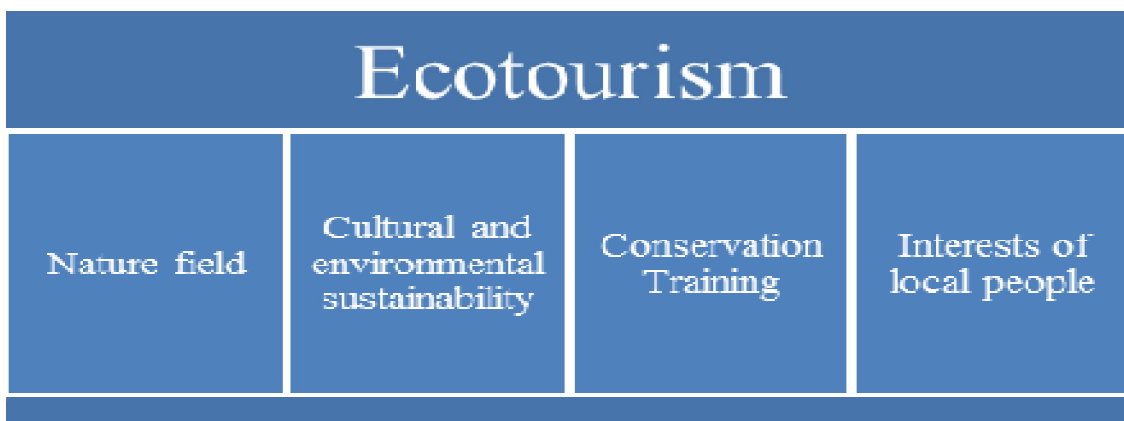 Ecotourism
Nature field
Cultural and
environmental
sustainability
Conservation
Training
Interests of
local people